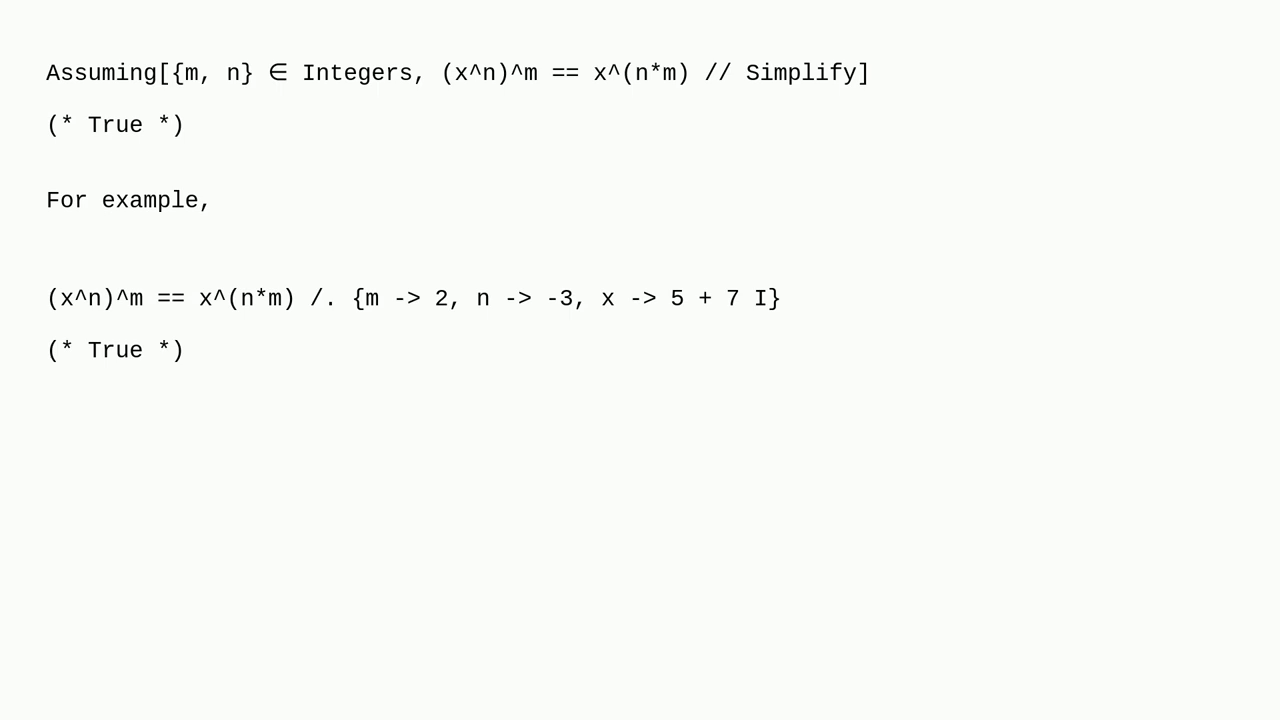 Assuming[{m, n} ∈ Integers, (x^n)^m == x^(n*m) // Simplify]
(* True *)
For example,
(x^n)^m == x^(n*m) /. {m -> 2, n -> -3, x -> 5 + 7 I}
(* True *)